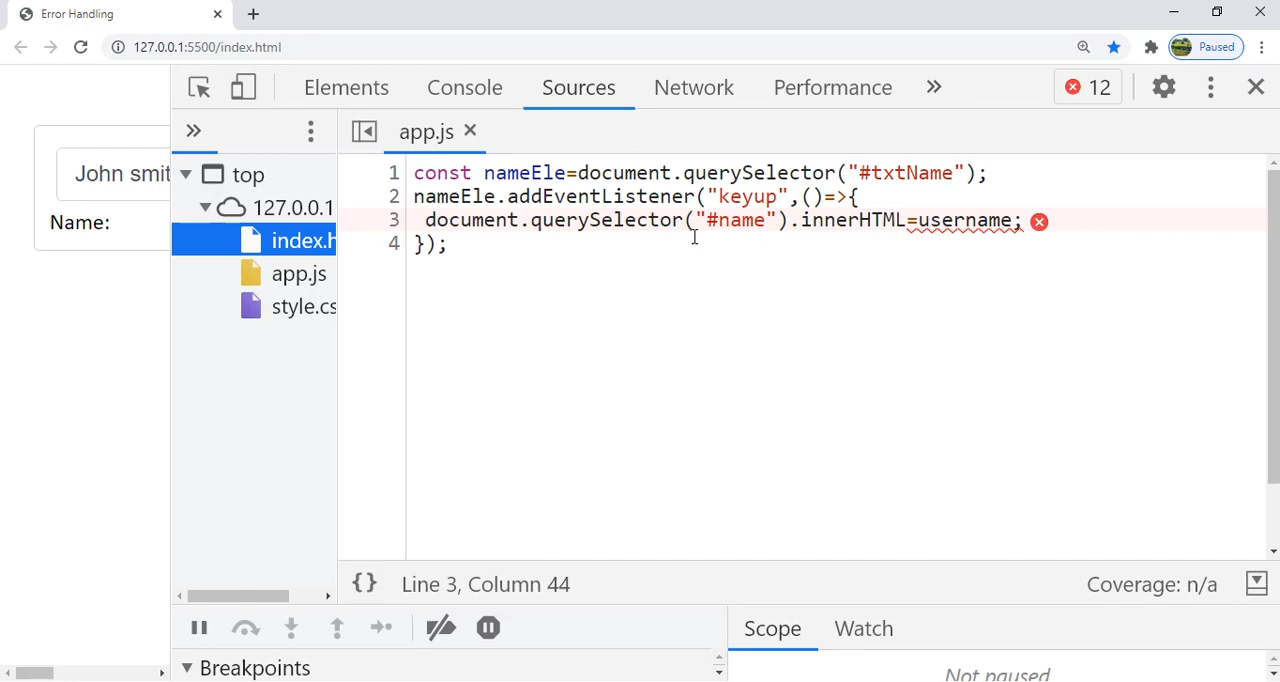 Error Handling
127.0.0.1:5500/index.html
Paused
Elements Console Sources Network Performance » 12
» app.js
John smit
Name:
top
127.0.0.1
index.h
app.js
style.cs
1 const nameEle=document.querySelector("#txtName");
2 nameEle.addEventListener("keyup",()=>{
3 document.querySelector("#name").innerHTML=username;
4 });
{} Line 3, Column 44 Coverage: n/a
Scope Watch
Breakpoints
Not paused